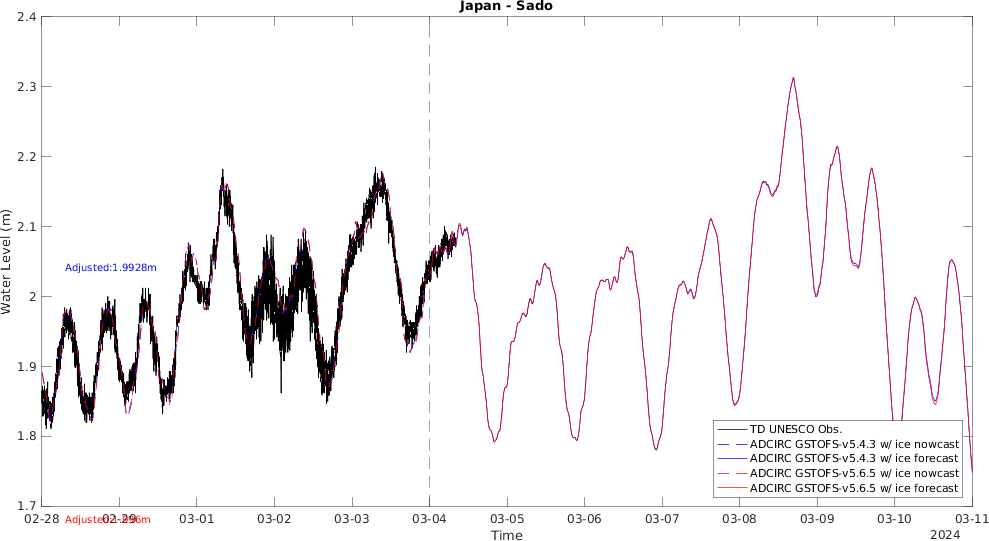 Japan - Sado
Water Level (m)
2.4
2.3
2.2
2.1
2
1.9
1.8
1.7
Adjusted:1.9928m
TD UNESCO Obs.
ADCIRC GSTOFS-v5.4.3 w/ ice nowcast
ADCIRC GSTOFS-v5.4.3 w/ ice forecast
ADCIRC GSTOFS-v5.6.5 w/ ice nowcast
ADCIRC GSTOFS-v5.6.5 w/ ice forecast
02-28 02-29 03-01 03-02 03-03 03-04 03-05 03-06 03-07 03-08 03-09 03-10 03-11
Time
2024